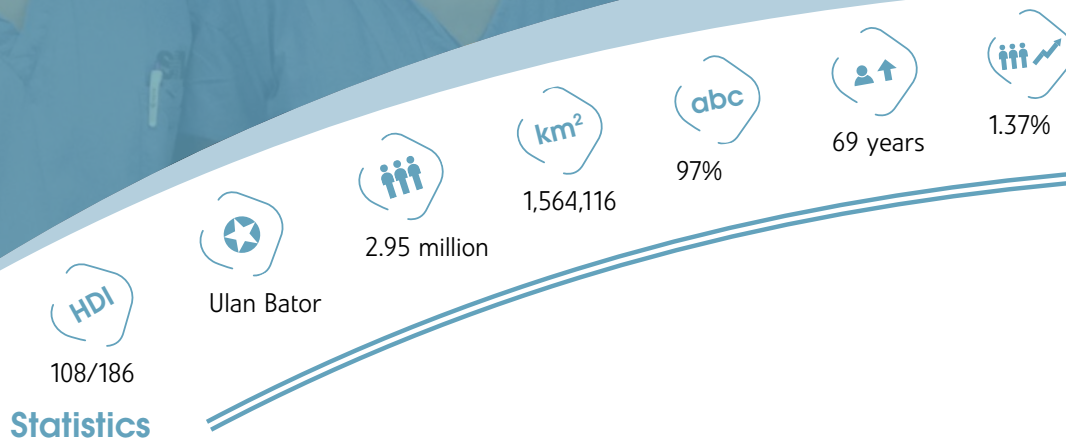 HDI
108/186
Ulan Bator
2.95 million
km²
1,564,116
abc
97%
69 years
1.37%
Statistics